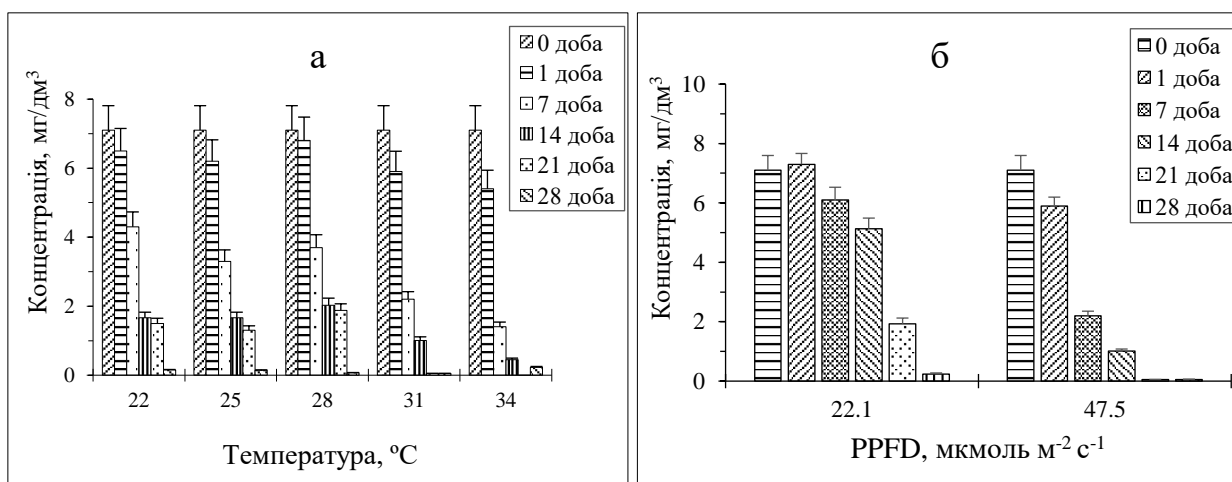 а
0 доба
1 доба
7 доба
14 доба
21 доба
28 доба
Концентрація, мг/дм³
8
6
4
2
0
22 25 28 31 34
Температура, ºС
б
0 доба
1 доба
7 доба
14 доба
21 доба
28 доба
Концентрація, мг/дм³
10
8
6
4
2
0
22.1 47.5
PPFD, мкмоль м⁻² с⁻¹